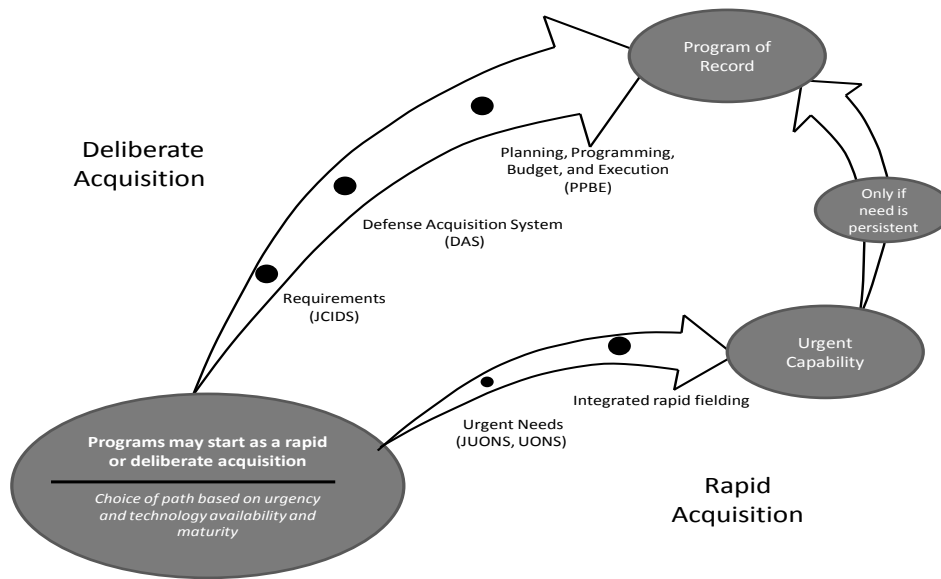 Program of
Record
Deliberate
Acquisition
Planning, Programming,
Budget, and Execution
(PPBE)
Only if
need is
persistent
Defense Acquisition System
(DAS)
Requirements
(JCIDS)
Urgent
Capability
Integrated rapid fielding
Urgent Needs
(JUONS, UONS)
Programs may start as a rapid
or deliberate acquisition
Choice of path based on urgency
and technology availability and
maturity
Rapid
Acquisition